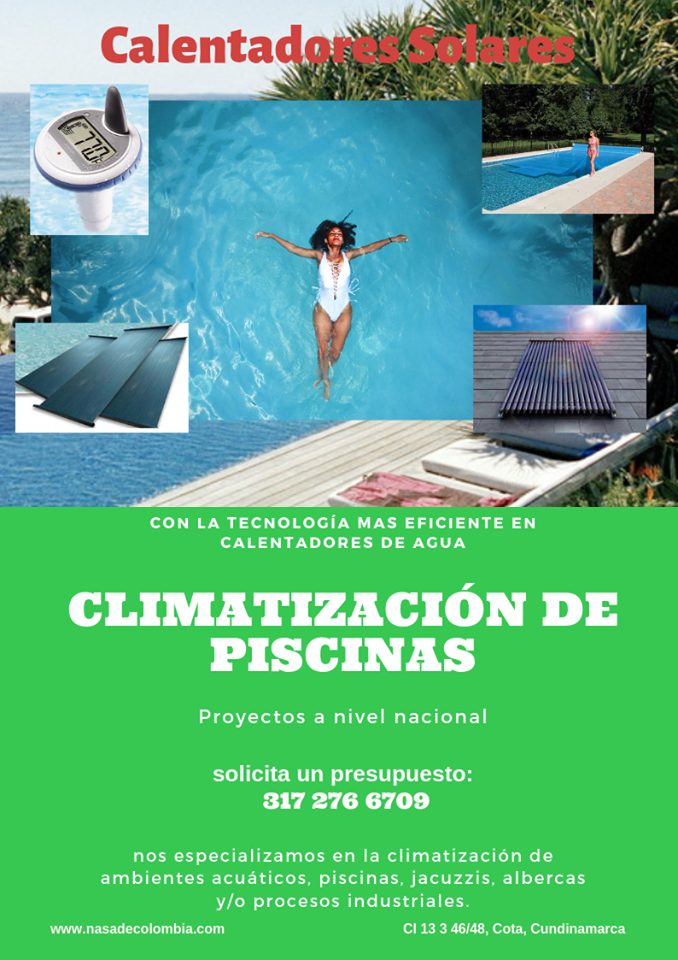 Calentadores Solares
CON LA TECNOLOGÍA MAS EFICIENTE EN
CALENTADORES DE AGUA
CLIMATIZACIÓN DE
PISCINAS
Proyectos a nivel nacional
solicita un presupuesto:
317 276 6709
nos especializamos en la climatización de
ambientes acuáticos, piscinas, jacuzzis, albercas
y/o procesos industriales.
www.nasadecolombia.com
Cl 13 3 46/48, Cota, Cundinamarca